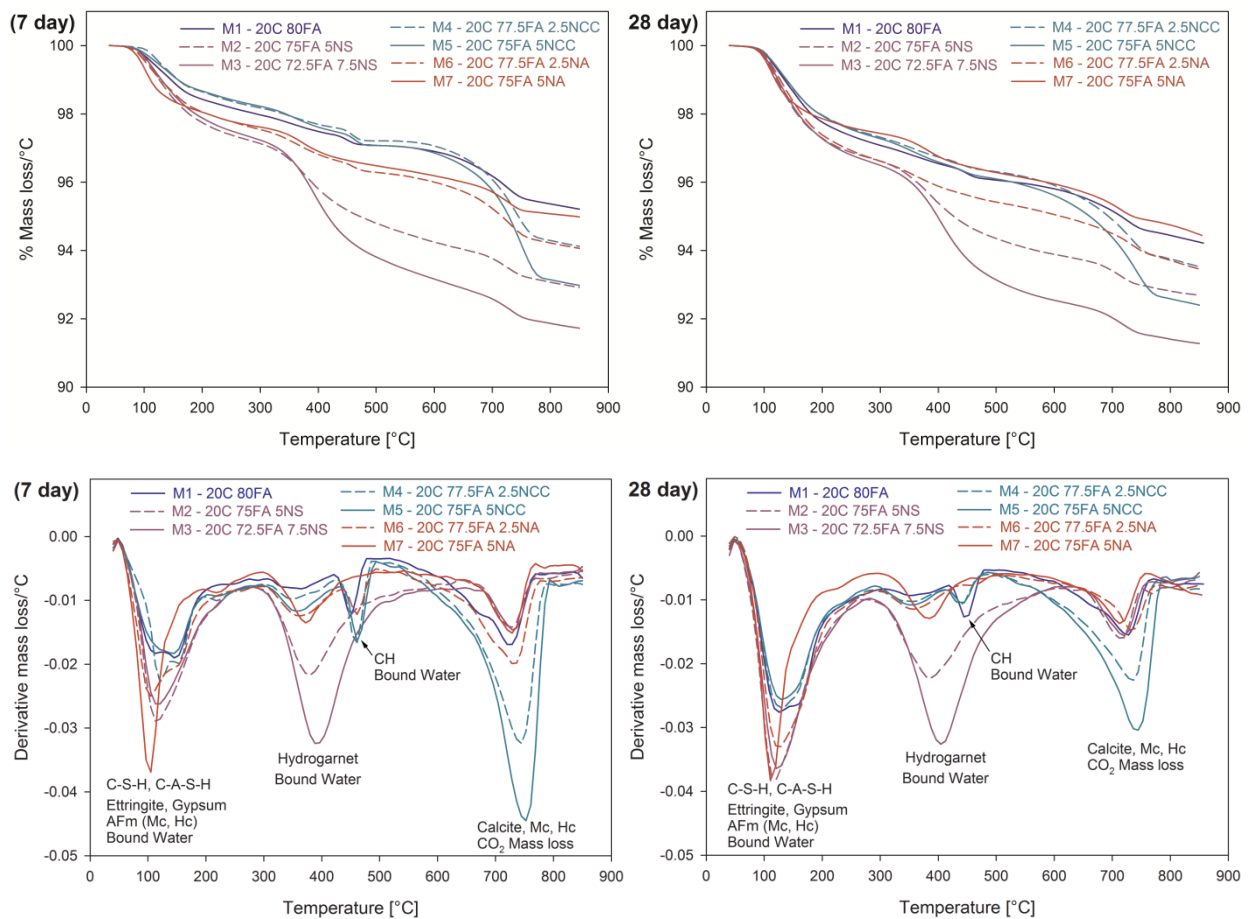 (7 day)
M1 - 20C 80FA
M2 - 20C 75FA 5NS
M3 - 20C 72.5FA 7.5NS
M4 - 20C 77.5FA 2.5NCC
M5 - 20C 75FA 5NCC
M6 - 20C 77.5FA 2.5NA
M7 - 20C 75FA 5NA
100
98
96
94
92
90
% Mass loss/°C
0 100 200 300 400 500 600 700 800 900
Temperature [°C]
28 day)
M1 - 20C 80FA
M2 - 20C 75FA 5NS
M3 - 20C 72.5FA 7.5NS
M4 - 20C 77.5FA 2.5NCC
M5 - 20C 75FA 5NCC
M6 - 20C 77.5FA 2.5NA
M7 - 20C 75FA 5NA
100
98
96
94
92
90
% Mass loss/°C
0 100 200 300 400 500 600 700 800 900
Temperature [°C]
(7 day)
M1 - 20C 80FA
M2 - 20C 75FA 5NS
M3 - 20C 72.5FA 7.5NS
M4 - 20C 77.5FA 2.5NCC
M5 - 20C 75FA 5NCC
M6 - 20C 77.5FA 2.5NA
M7 - 20C 75FA 5NA
0.00
-0.01
-0.02
-0.03
-0.04
-0.05
Derivative mass loss/°C
CH
Bound Water
Hydrogarnet
Bound Water
C-S-H, C-A-S-H
Ettringite, Gypsum
AFm (Mc, Hc)
Bound Water
Calcite, Mc, Hc
CO2 Mass loss
0 100 200 300 400 500 600 700 800 900
Temperature [°C]
28 day)
M1 - 20C 80FA
M2 - 20C 75FA 5NS
M3 - 20C 72.5FA 7.5NS
M4 - 20C 77.5FA 2.5NCC
M5 - 20C 75FA 5NCC
M6 - 20C 77.5FA 2.5NA
M7 - 20C 75FA 5NA
0.00
-0.01
-0.02
-0.03
-0.04
-0.05
Derivative mass loss/°C
CH
Bound Water
Hydrogarnet
Bound Water
Calcite, Mc, Hc
CO2 Mass loss
C-S-H, C-A-S-H
Ettringite, Gypsum
AFm (Mc, Hc)
Bound Water
0 100 200 300 400 500 600 700 800 900
Temperature [°C]